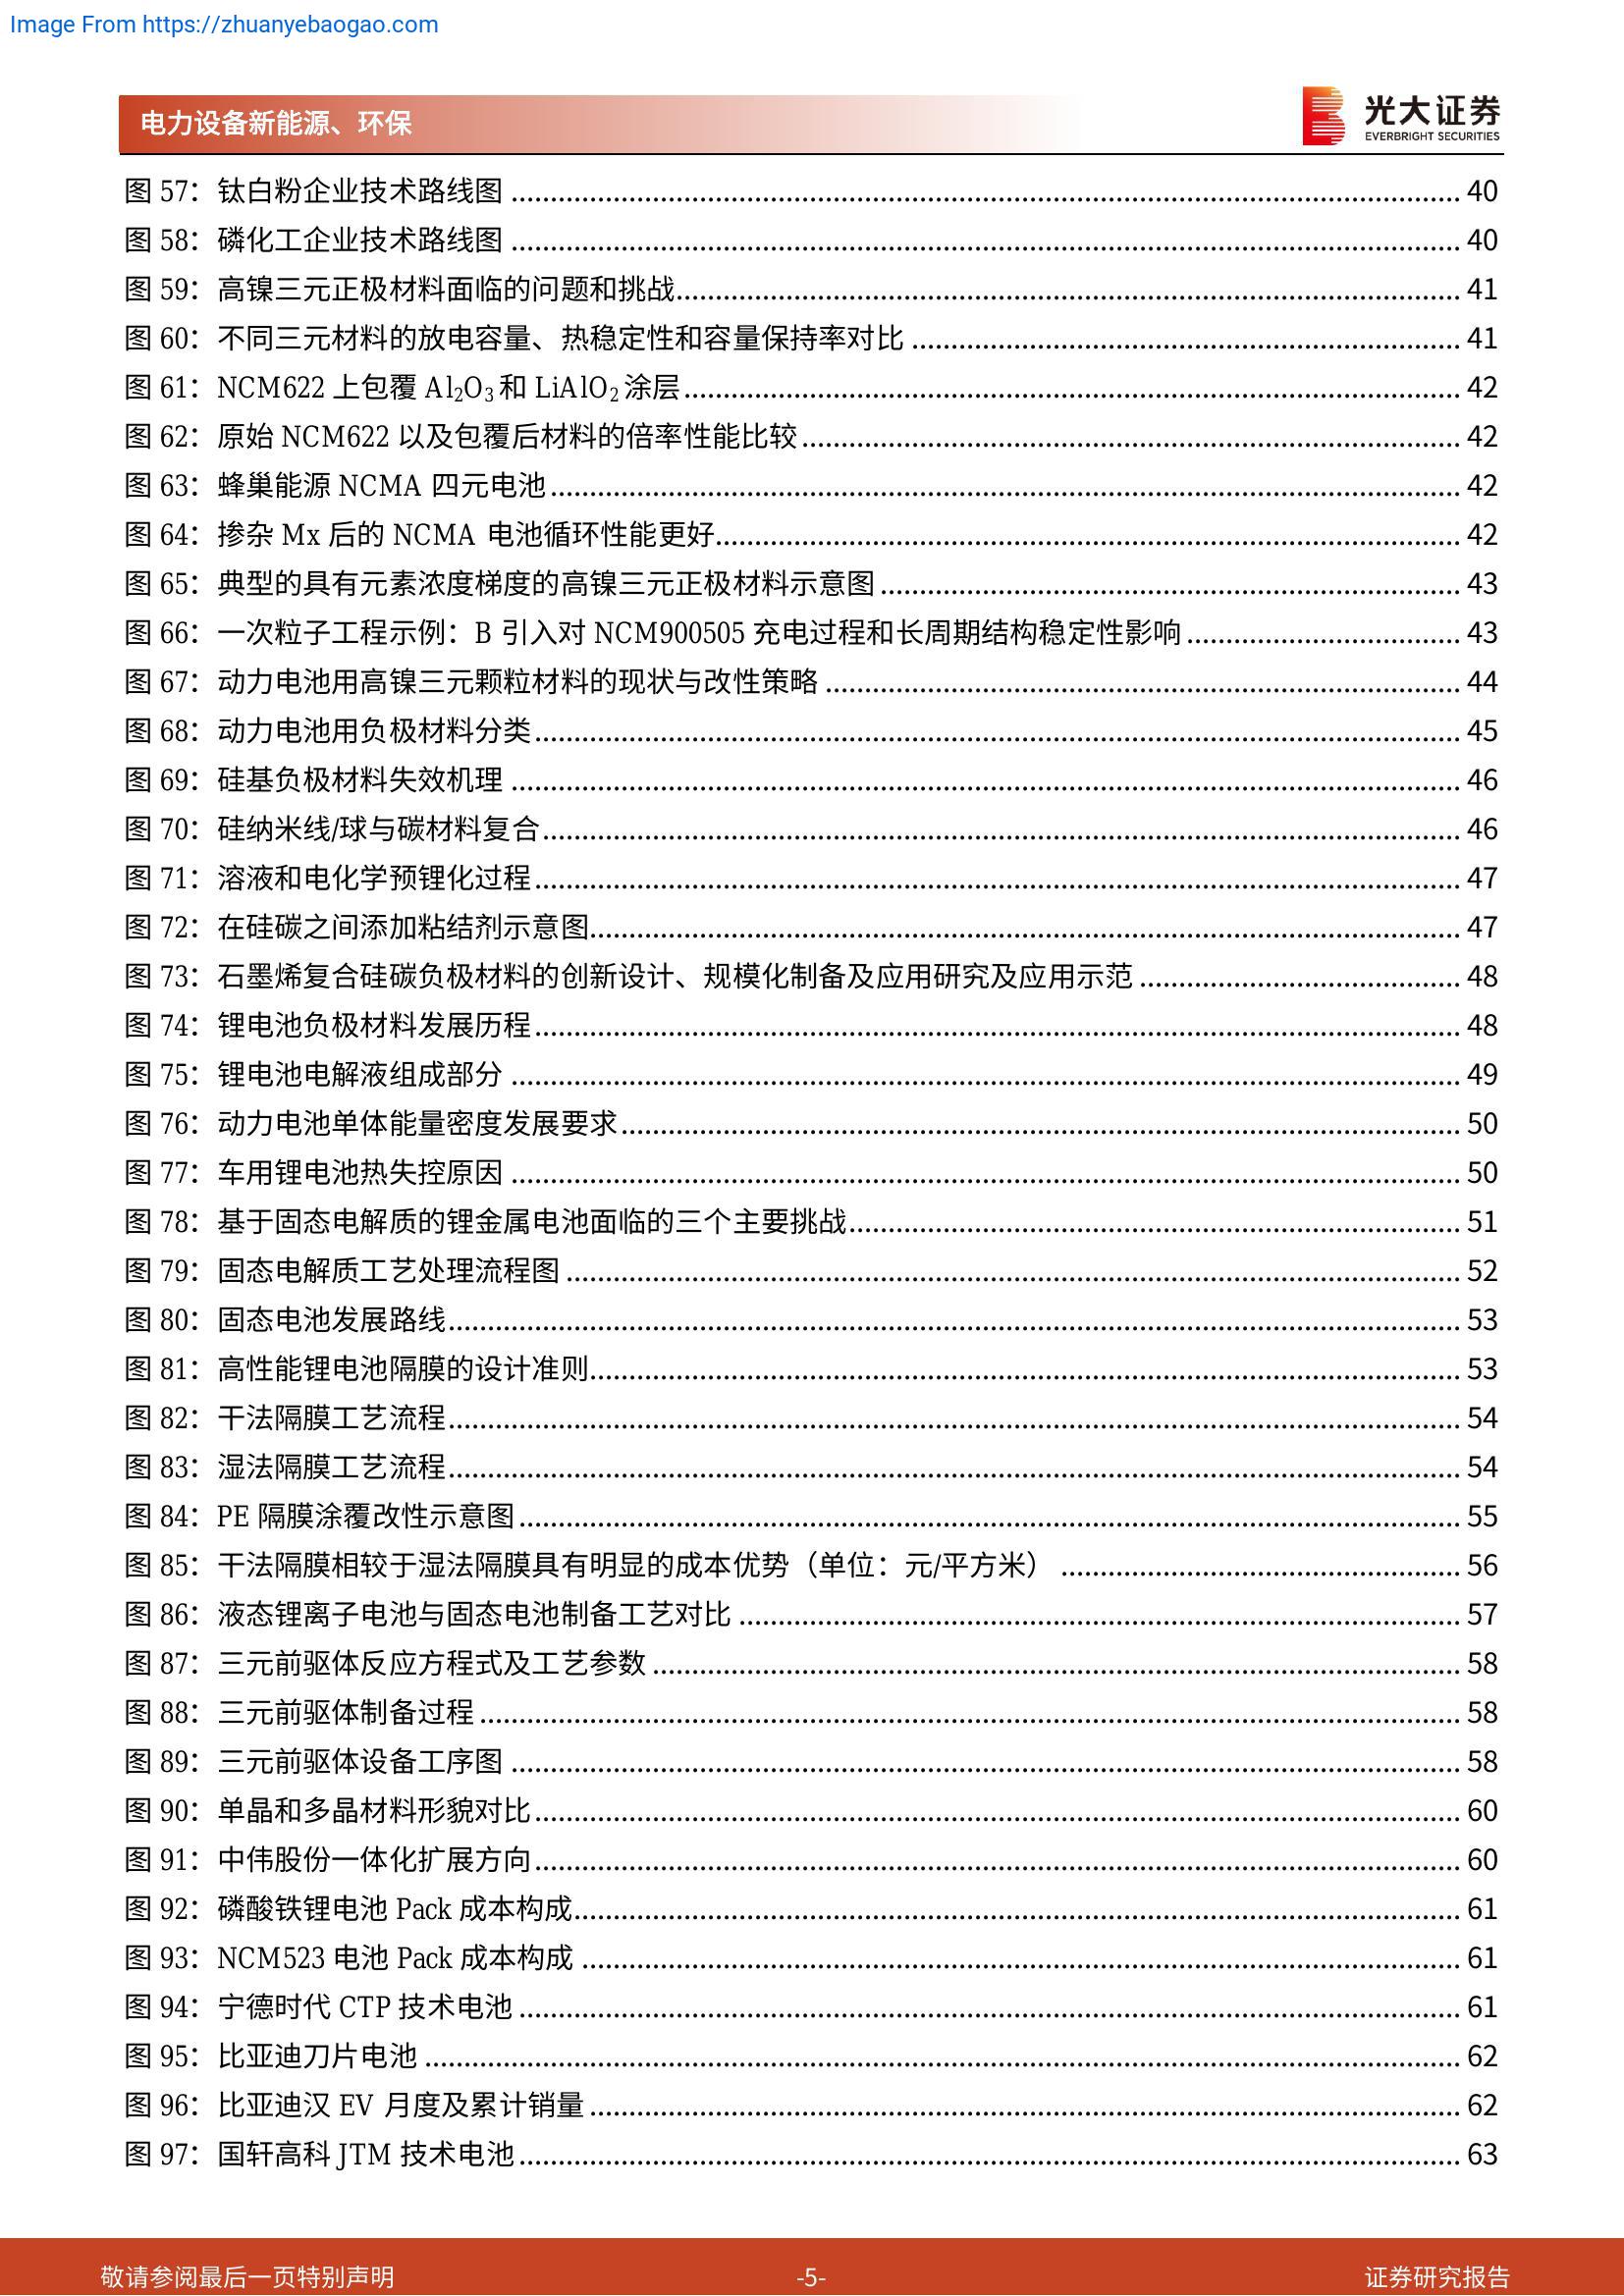 Image From https://zhuanyebaogao.com
电力设备新能源、环保
光大证券
EVERBRIGHT SECURITIES
图 57：钛白粉企业技术路线图 ........ 40
图 58：磷化工企业技术路线图 ........ 40
图 59：高镍三元正极材料面临的问题和挑战........ 41
图 60：不同三元材料的放电容量、热稳定性和容量保持率对比 ........ 41
图 61：NCM622 上包覆 Al₂O₃ 和 LiAlO₂ 涂层........ 42
图 62：原始 NCM622 以及包覆后材料的倍率性能比较........ 42
图 63：蜂巢能源 NCMA 四元电池........ 42
图 64：掺杂 Mx 后的 NCMA 电池循环性能更好........ 42
图 65：典型的具有元素浓度梯度的高镍三元正极材料示意图 ........ 43
图 66：一次粒子工程示例：B 引入对 NCM900505 充电过程和长周期结构稳定性影响........ 43
图 67：动力电池用高镍三元颗粒材料的现状与改性策略 ........ 44
图 68：动力电池用负极材料分类........ 45
图 69：硅基负极材料失效机理 ........ 46
图 70：硅纳米线/球与碳材料复合........ 46
图 71：溶液和电化学预锂化过程........ 47
图 72：在硅碳之间添加粘结剂示意图........ 47
图 73：石墨烯复合硅碳负极材料的创新设计、规模化制备及应用研究及应用示范 ........ 48
图 74：锂电池负极材料发展历程........ 48
图 75：锂电池电解液组成部分 ........ 49
图 76：动力电池单体能量密度发展要求........ 50
图 77：车用锂电池热失控原因 ........ 50
图 78：基于固态电解质的锂金属电池面临的三个主要挑战........ 51
图 79：固态电解质工艺处理流程图 ........ 52
图 80：固态电池发展路线........ 53
图 81：高性能锂电池隔膜的设计准则........ 53
图 82：干法隔膜工艺流程........ 54
图 83：湿法隔膜工艺流程........ 54
图 84：PE 隔膜涂覆改性示意图........ 55
图 85：干法隔膜相较于湿法隔膜具有明显的成本优势（单位：元/平方米） ........ 56
图 86：液态锂离子电池与固态电池制备工艺对比 ........ 57
图 87：三元前驱体反应方程式及工艺参数 ........ 58
图 88：三元前驱体制备过程 ........ 58
图 89：三元前驱体设备工序图 ........ 58
图 90：单晶和多晶材料形貌对比........ 60
图 91：中伟股份一体化扩展方向........ 60
图 92：磷酸铁锂电池 Pack 成本构成........ 61
图 93：NCM523 电池 Pack 成本构成 ........ 61
图 94：宁德时代 CTP 技术电池 ........ 61
图 95：比亚迪刀片电池 ........ 62
图 96：比亚迪汉 EV 月度及累计销量 ........ 62
图 97：国轩高科 JTM 技术电池........ 63
敬请参阅最后一页特别声明
-5-
证券研究报告